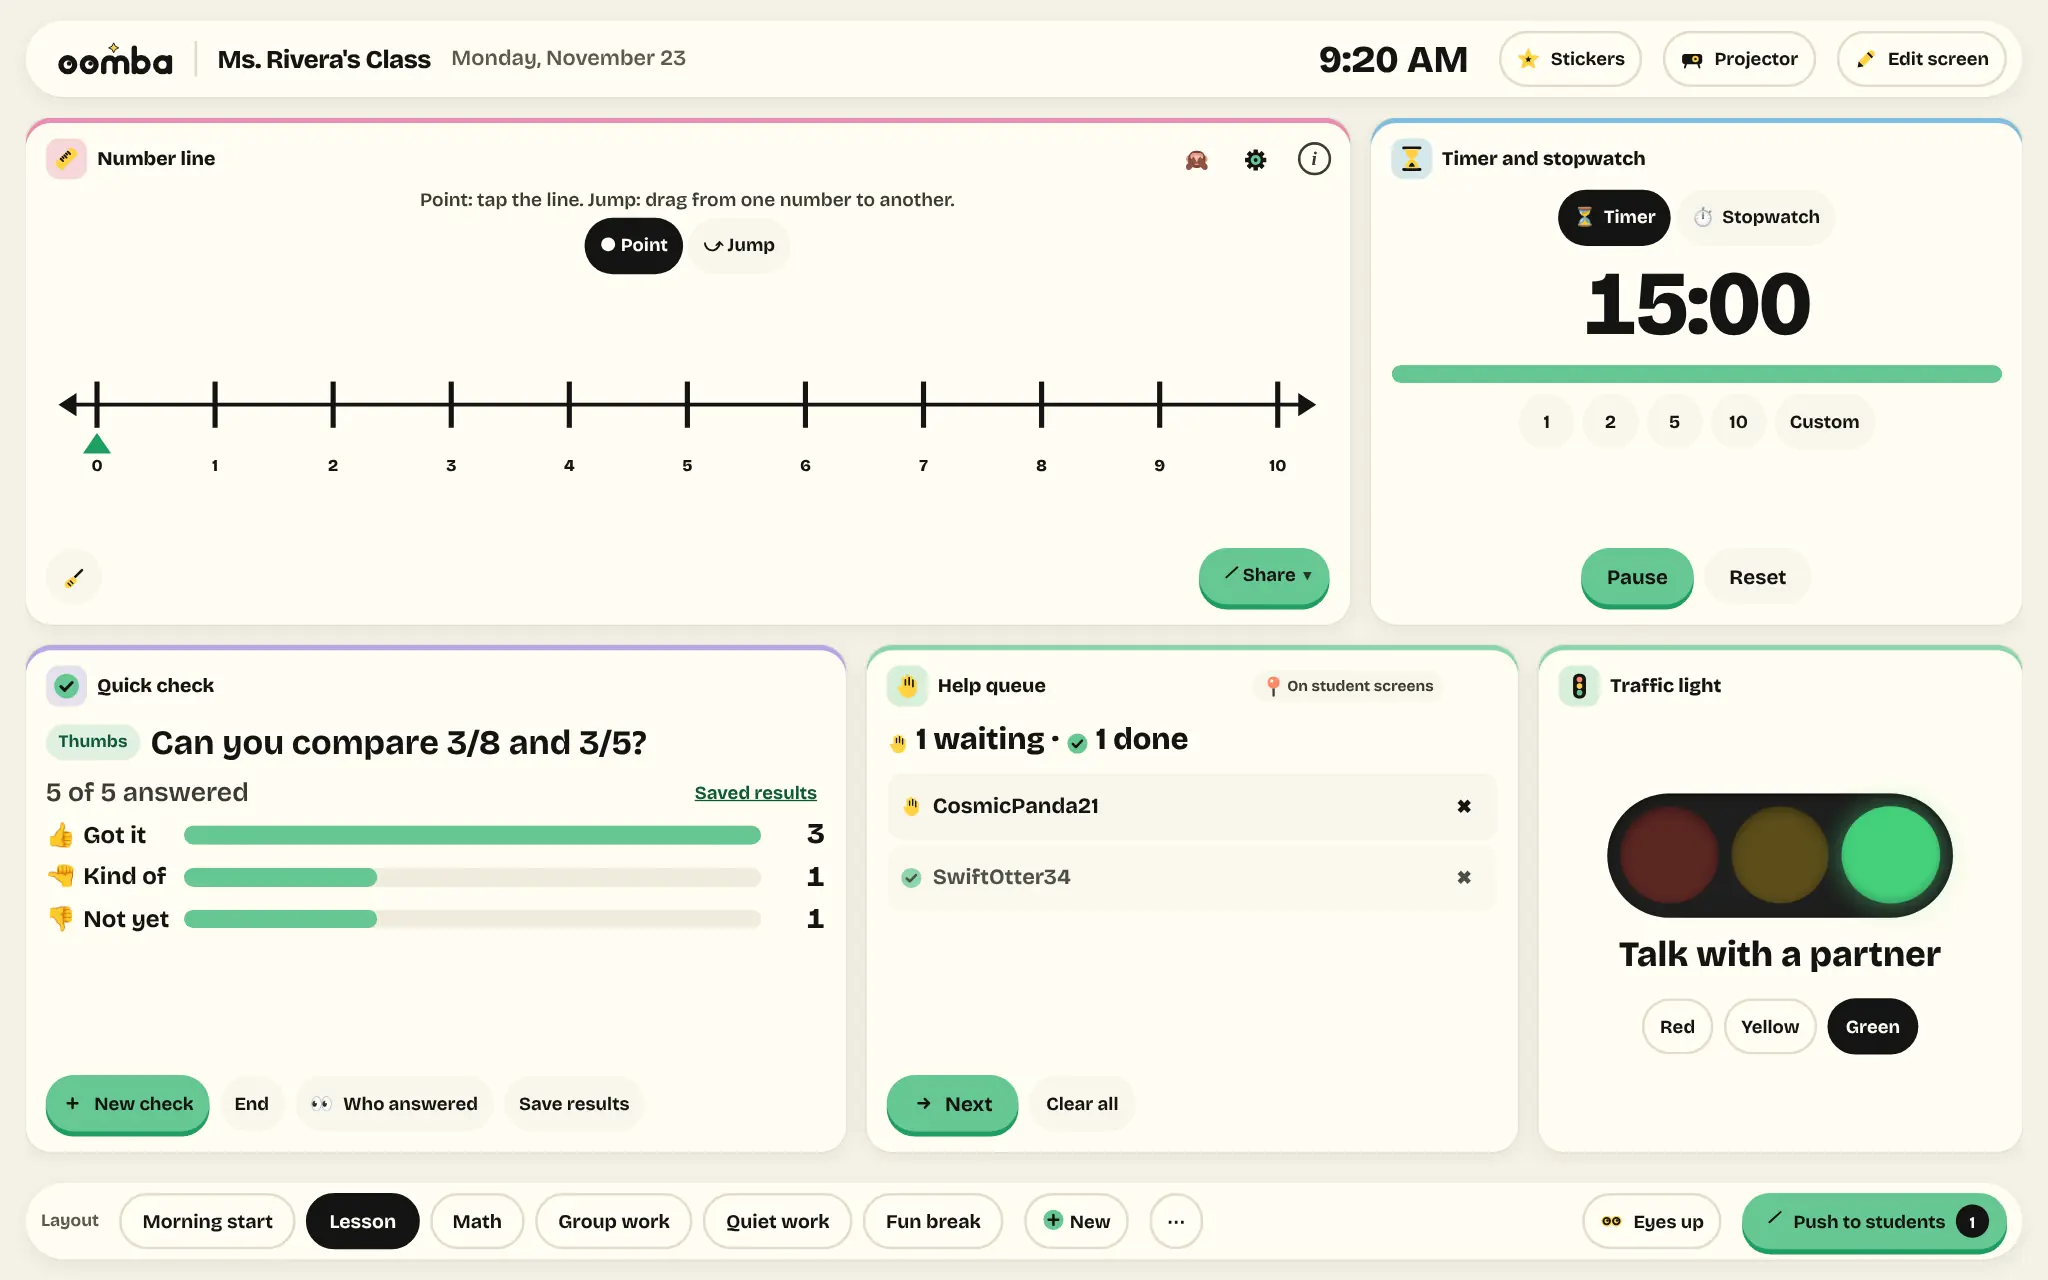 oomba
Ms. Rivera's Class
Monday, November 23
9:20 AM
Stickers
Projector
Edit screen
Number line
i
Point: tap the line. Jump: drag from one number to another.
Point
Jump
0 1 2 3 4 5 6 7 8 9 10
Share ▾
Timer and stopwatch
Timer
Stopwatch
15:00
1 2 5 10 Custom
Pause
Reset
Quick check
Thumbs
Can you compare 3/8 and 3/5?
5 of 5 answered
Saved results
Got it 3
Kind of 1
Not yet 1
+ New check
End
Who answered
Save results
Help queue
On student screens
1 waiting · 1 done
CosmicPanda21
SwiftOtter34
→ Next
Clear all
Traffic light
Talk with a partner
Red
Yellow
Green
Layout
Morning start
Lesson
Math
Group work
Quiet work
Fun break
New
...
Eyes up
Push to students 1